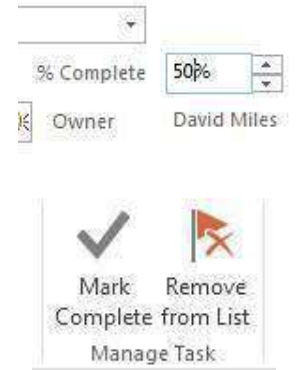 % Complete 50%
Owner David Miles
Mark Remove
Complete from List
Manage Task